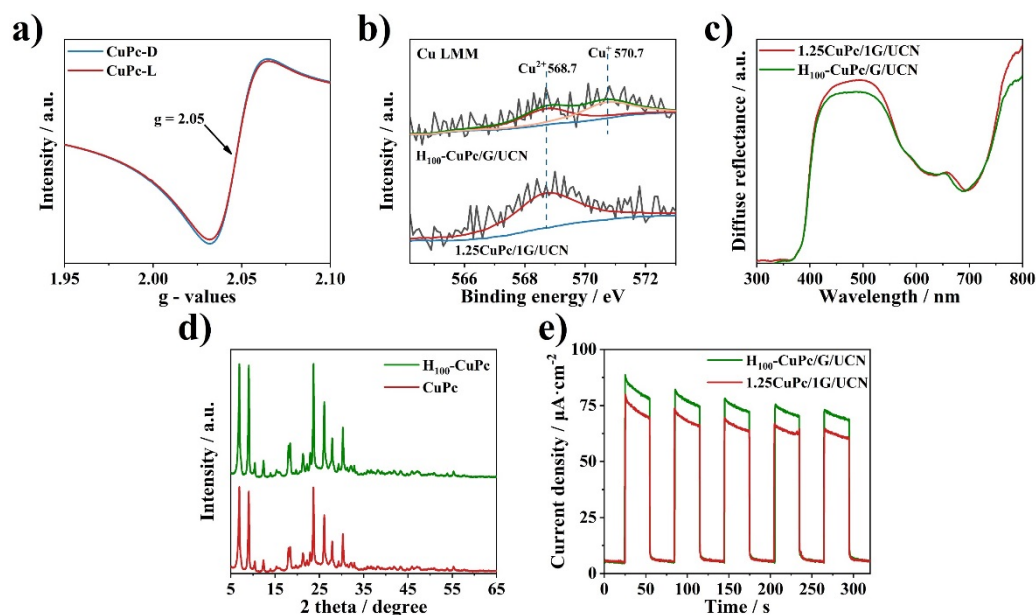 a)
CuPc-D
CuPc-L
g = 2.05
Intensity / a.u.
1.95 2.00 2.05 2.10
g - values
b)
Cu LMM
Cu²⁺ 568.7
Cu⁺ 570.7
H₁₀₀-CuPc/G/UCN
1.25CuPc/1G/UCN
Intensity / a.u.
566 568 570 572
Binding energy / eV
c)
1.25CuPc/1G/UCN
H₁₀₀-CuPc/G/UCN
Diffuse reflectance / a.u.
300 400 500 600 700 800
Wavelength / nm
d)
H₁₀₀-CuPc
CuPc
Intensity / a.u.
5 15 25 35 45 55 65
2 theta / degree
e)
H₁₀₀-CuPc/G/UCN
1.25CuPc/1G/UCN
Current density / μA·cm⁻²
100
75
50
25
0
0 50 100 150 200 250 300
Time / s